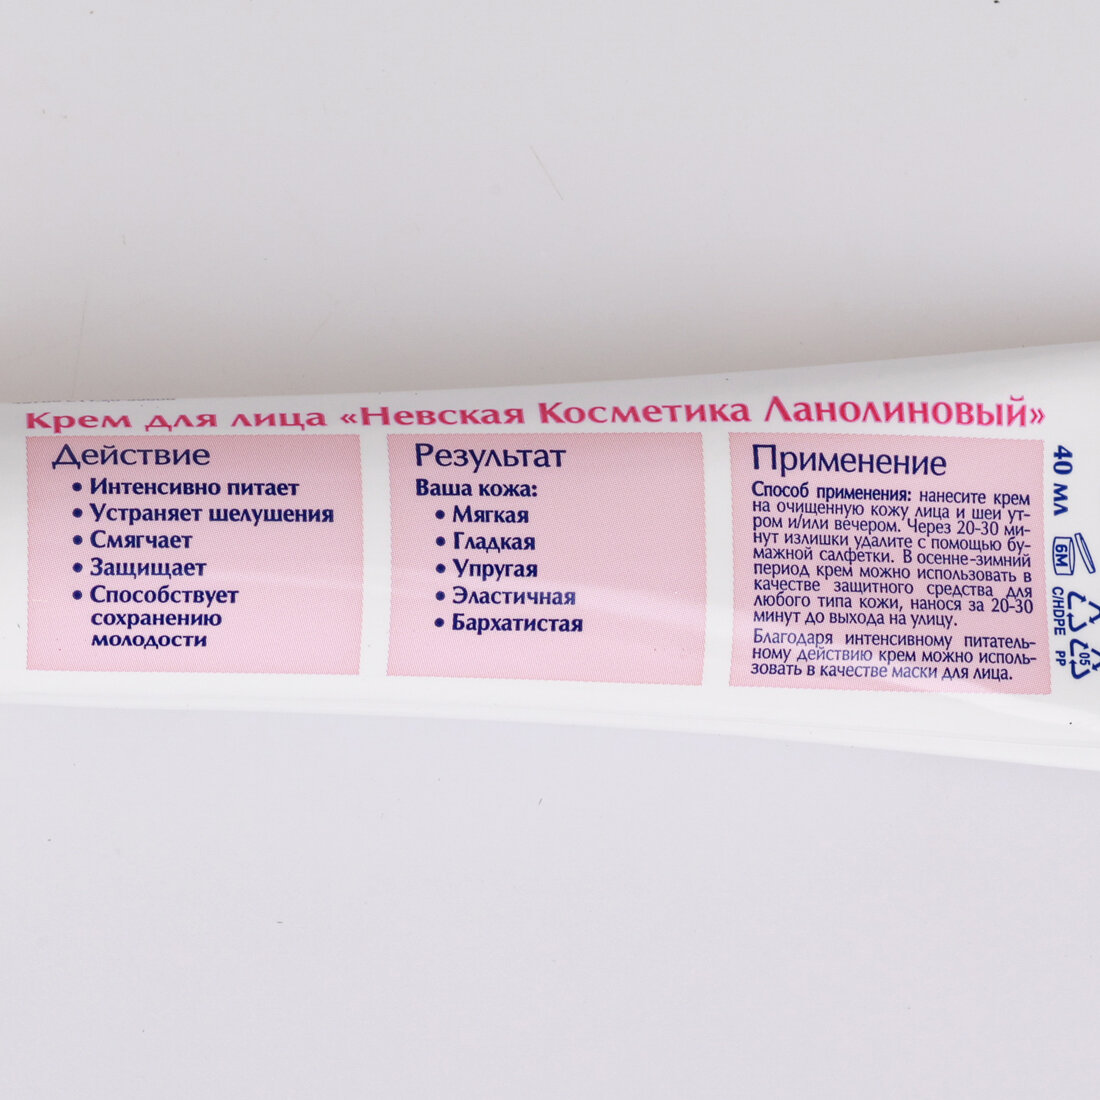 Крем для лица «Невская Косметика Ланолиновый»
Действие
• Интенсивно питает
• Устраняет шелушения
• Смягчает
• Защищает
• Способствует
сохранению
молодости
Результат
Ваша кожа:
• Мягкая
• Гладкая
• Упругая
• Эластичная
• Бархатистая
Применение
Способ применения: нанесите крем
на очищенную кожу лица и шеи ут-
ром и/или вечером. Через 20-30 ми-
нут излишки удалите с помощью бу-
мажной салфетки. В осенне-зимний
период крем можно использовать в
качестве защитного средства для
любого типа кожи, нанося за 20-30
минут до выхода на улицу.
Благодаря интенсивному питатель-
ному действию крем можно исполь-
зовать в качестве маски для лица.
40 мл
6M
C/HDPE
PP
05